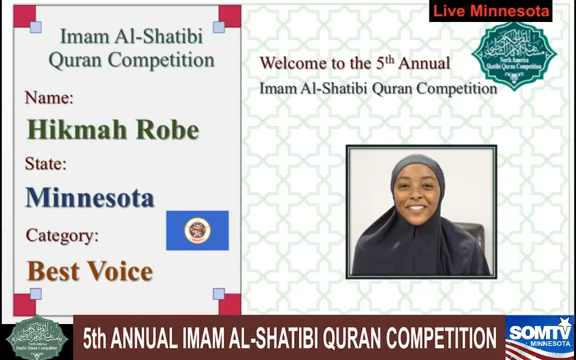 Live Minnesota
Imam Al-Shatibi
Quran Competition
Name:
Hikmah Robe
State:
Minnesota
Category:
Best Voice
Welcome to the 5th Annual
Imam Al-Shatibi Quran Competition
North America
Shatibi Quran Competition
5th ANNUAL IMAM AL-SHATIBI QURAN COMPETITION
SOMTV
MINNESOTA